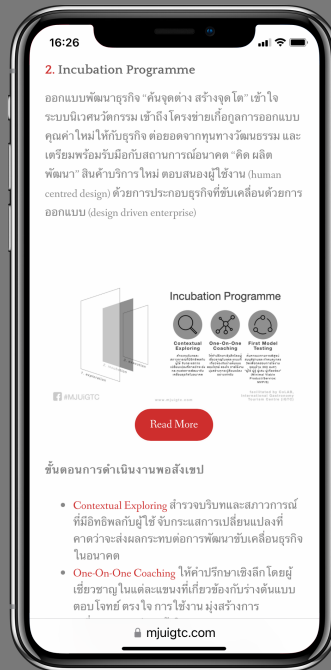 16:26
2. Incubation Programme
ออกแบบพัฒนาธุรกิจ “ค้นจุดต่าง สร้างจุดโต” เข้าใจ
ระบบนิเวศนวัตกรรม เข้าถึงโครงข่ายเกื้อกูลการออกแบบ
คุณค่าใหม่ให้กับธุรกิจ ต่อยอดจากทุนทางวัฒนธรรม และ
เตรียมพร้อมรับมือกับสถานการณ์อนาคต “คิด ผลิต
พัฒนา” สินค้าบริการใหม่ ตอบสนองผู้ใช้งาน (human
centred design) ด้วยการประกอบธุรกิจที่ขับเคลื่อนด้วยการ
ออกแบบ (design driven enterprise)
Incubation Programme
Contextual Exploring
One-On-One Coaching
First Model Testing
#MJUIGTC
www.mjuigtc.com
Read More
ขั้นตอนการดำเนินงานพอสังเขป
Contextual Exploring สำรวจบริบทและสภาวการณ์
ที่มีอิทธิพลกับผู้ใช้ จับกระแสการเปลี่ยนแปลงที่
คาดว่าจะส่งผลกระทบต่อการพัฒนาขับเคลื่อนธุรกิจ
ในอนาคต
One-On-One Coaching ให้คำปรึกษาเชิงลึกโดยผู้
เชี่ยวชาญในแต่ละแขนงที่เกี่ยวข้องกับร่างต้นแบบ
ตอบโจทย์ ตรงใจ การใช้งาน มุ่งสร้างการ
mjuigtc.com